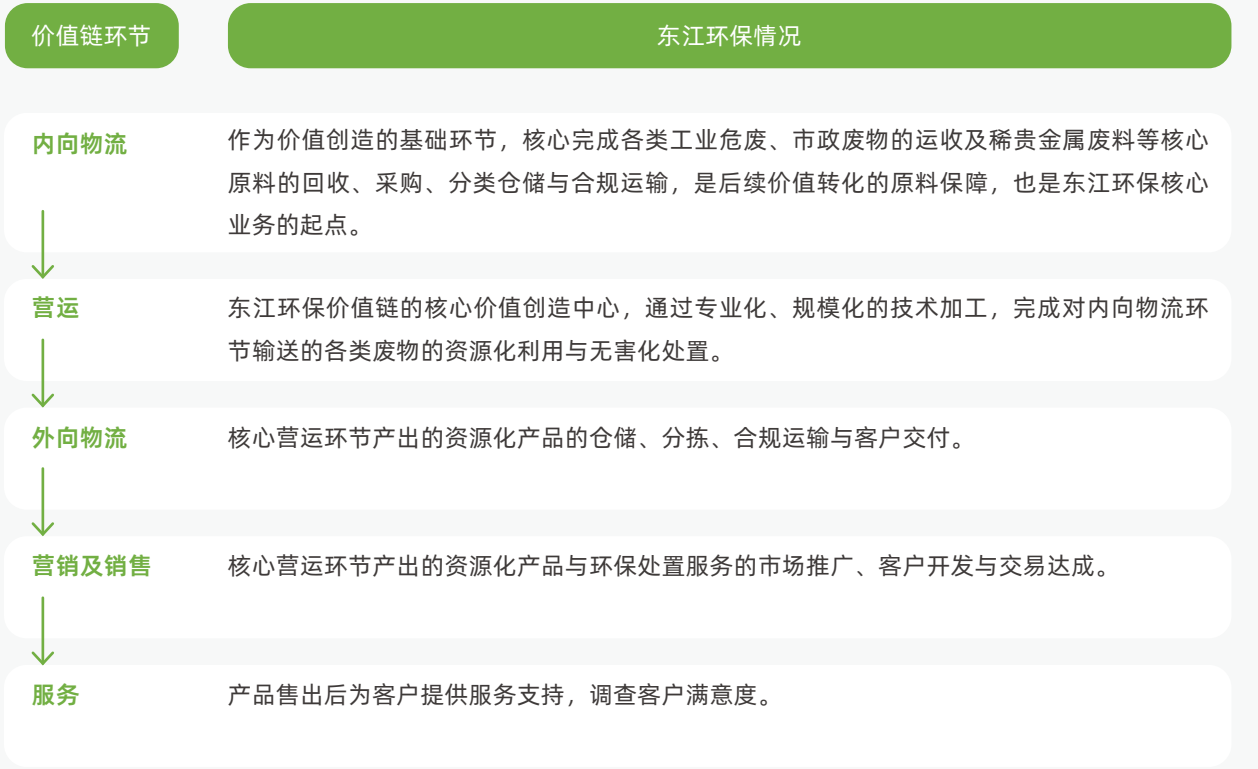 价值链环节
东江环保情况
内向物流
作为价值创造的基础环节，核心完成各类工业危废、市政废物的运收及稀贵金属废料等核心
原料的回收、采购、分类仓储与合规运输，是后续价值转化的原料保障，也是东江环保核心
业务的起点。
营运
东江环保价值链的核心价值创造中心，通过专业化、规模化的技术加工，完成对内向物流环
节输送的各类废物的资源化利用与无害化处置。
外向物流
核心营运环节产出的资源化产品的仓储、分拣、合规运输与客户交付。
营销及销售
核心营运环节产出的资源化产品与环保处置服务的市场推广、客户开发与交易达成。
服务
产品售出后为客户提供服务支持，调查客户满意度。